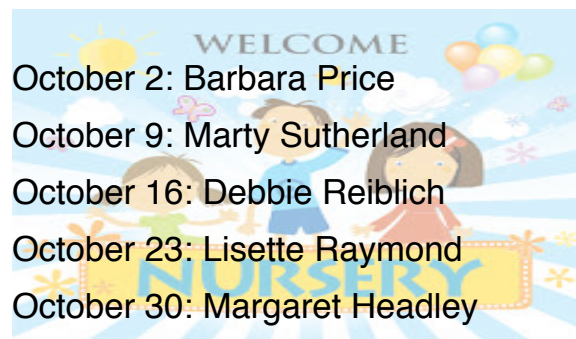 WELCOME
October 2: Barbara Price
October 9: Marty Sutherland
October 16: Debbie Reiblich
October 23: Lisette Raymond
NURSERY
October 30: Margaret Headley